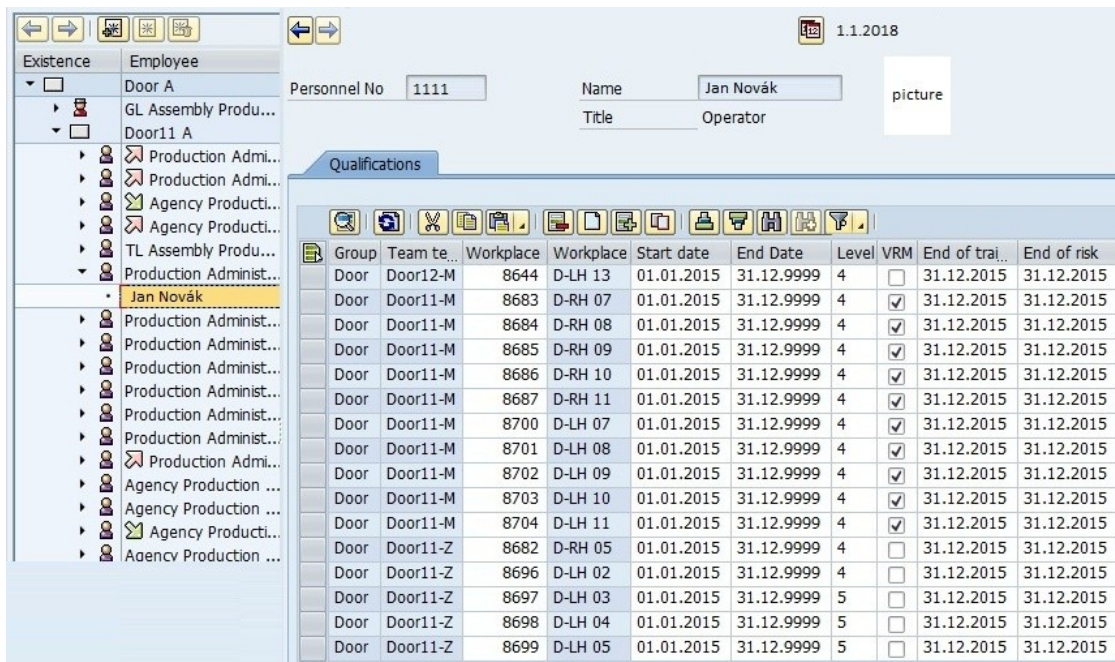 1.1.2018
Existence Employee
Door A
GL Assembly Produ...
Door11 A
Production Admi...
Production Admi...
Agency Producti...
Agency Producti...
TL Assembly Produ...
Production Administ...
Jan Novák
Production Administ...
Production Administ...
Production Administ...
Production Administ...
Production Administ...
Production Administ...
Production Admi...
Agency Production ...
Agency Production ...
Agency Producti...
Agency Production ...
Personnel No 1111 Name Jan Novák
Title Operator
picture
Qualifications
Group Team te... Workplace Workplace Start date End Date Level VRM End of trai... End of risk
Door Door12-M 8644 D-LH 13 01.01.2015 31.12.9999 4 31.12.2015 31.12.2015
Door Door11-M 8683 D-RH 07 01.01.2015 31.12.9999 4 31.12.2015 31.12.2015
Door Door11-M 8684 D-RH 08 01.01.2015 31.12.9999 4 31.12.2015 31.12.2015
Door Door11-M 8685 D-RH 09 01.01.2015 31.12.9999 4 31.12.2015 31.12.2015
Door Door11-M 8686 D-RH 10 01.01.2015 31.12.9999 4 31.12.2015 31.12.2015
Door Door11-M 8687 D-RH 11 01.01.2015 31.12.9999 4 31.12.2015 31.12.2015
Door Door11-M 8700 D-LH 07 01.01.2015 31.12.9999 4 31.12.2015 31.12.2015
Door Door11-M 8701 D-LH 08 01.01.2015 31.12.9999 4 31.12.2015 31.12.2015
Door Door11-M 8702 D-LH 09 01.01.2015 31.12.9999 4 31.12.2015 31.12.2015
Door Door11-M 8703 D-LH 10 01.01.2015 31.12.9999 4 31.12.2015 31.12.2015
Door Door11-M 8704 D-LH 11 01.01.2015 31.12.9999 4 31.12.2015 31.12.2015
Door Door11-Z 8682 D-RH 05 01.01.2015 31.12.9999 4 31.12.2015 31.12.2015
Door Door11-Z 8696 D-LH 02 01.01.2015 31.12.9999 4 31.12.2015 31.12.2015
Door Door11-Z 8697 D-LH 03 01.01.2015 31.12.9999 5 31.12.2015 31.12.2015
Door Door11-Z 8698 D-LH 04 01.01.2015 31.12.9999 5 31.12.2015 31.12.2015
Door Door11-Z 8699 D-LH 05 01.01.2015 31.12.9999 5 31.12.2015 31.12.2015